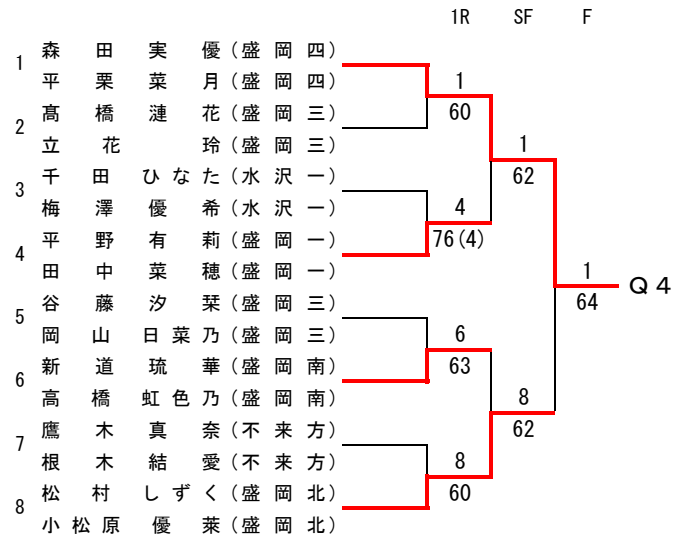 1R SF F
森田実優(盛岡四)
1
平栗菜月(盛岡四)
1
60
髙橋漣花(盛岡三)
2
立花玲(盛岡三)
1
62
千田ひなた(水沢一)
3
梅澤優希(水沢一)
4
76(4)
平野有莉(盛岡一)
4
田中菜穂(盛岡一)
1
64
Q4
谷藤汐栞(盛岡三)
5
岡山日菜乃(盛岡三)
6
63
新道琉華(盛岡南)
6
高橋虹色乃(盛岡南)
8
62
鷹木真奈(不来方)
7
根木結愛(不来方)
8
60
松村しずく(盛岡北)
8
小松原優萊(盛岡北)